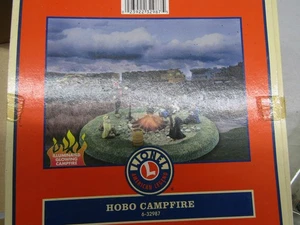 ILLUMINATED
GLOWING
CAMPFIRE
LIONEL
HOBO CAMPFIRE
6-32987